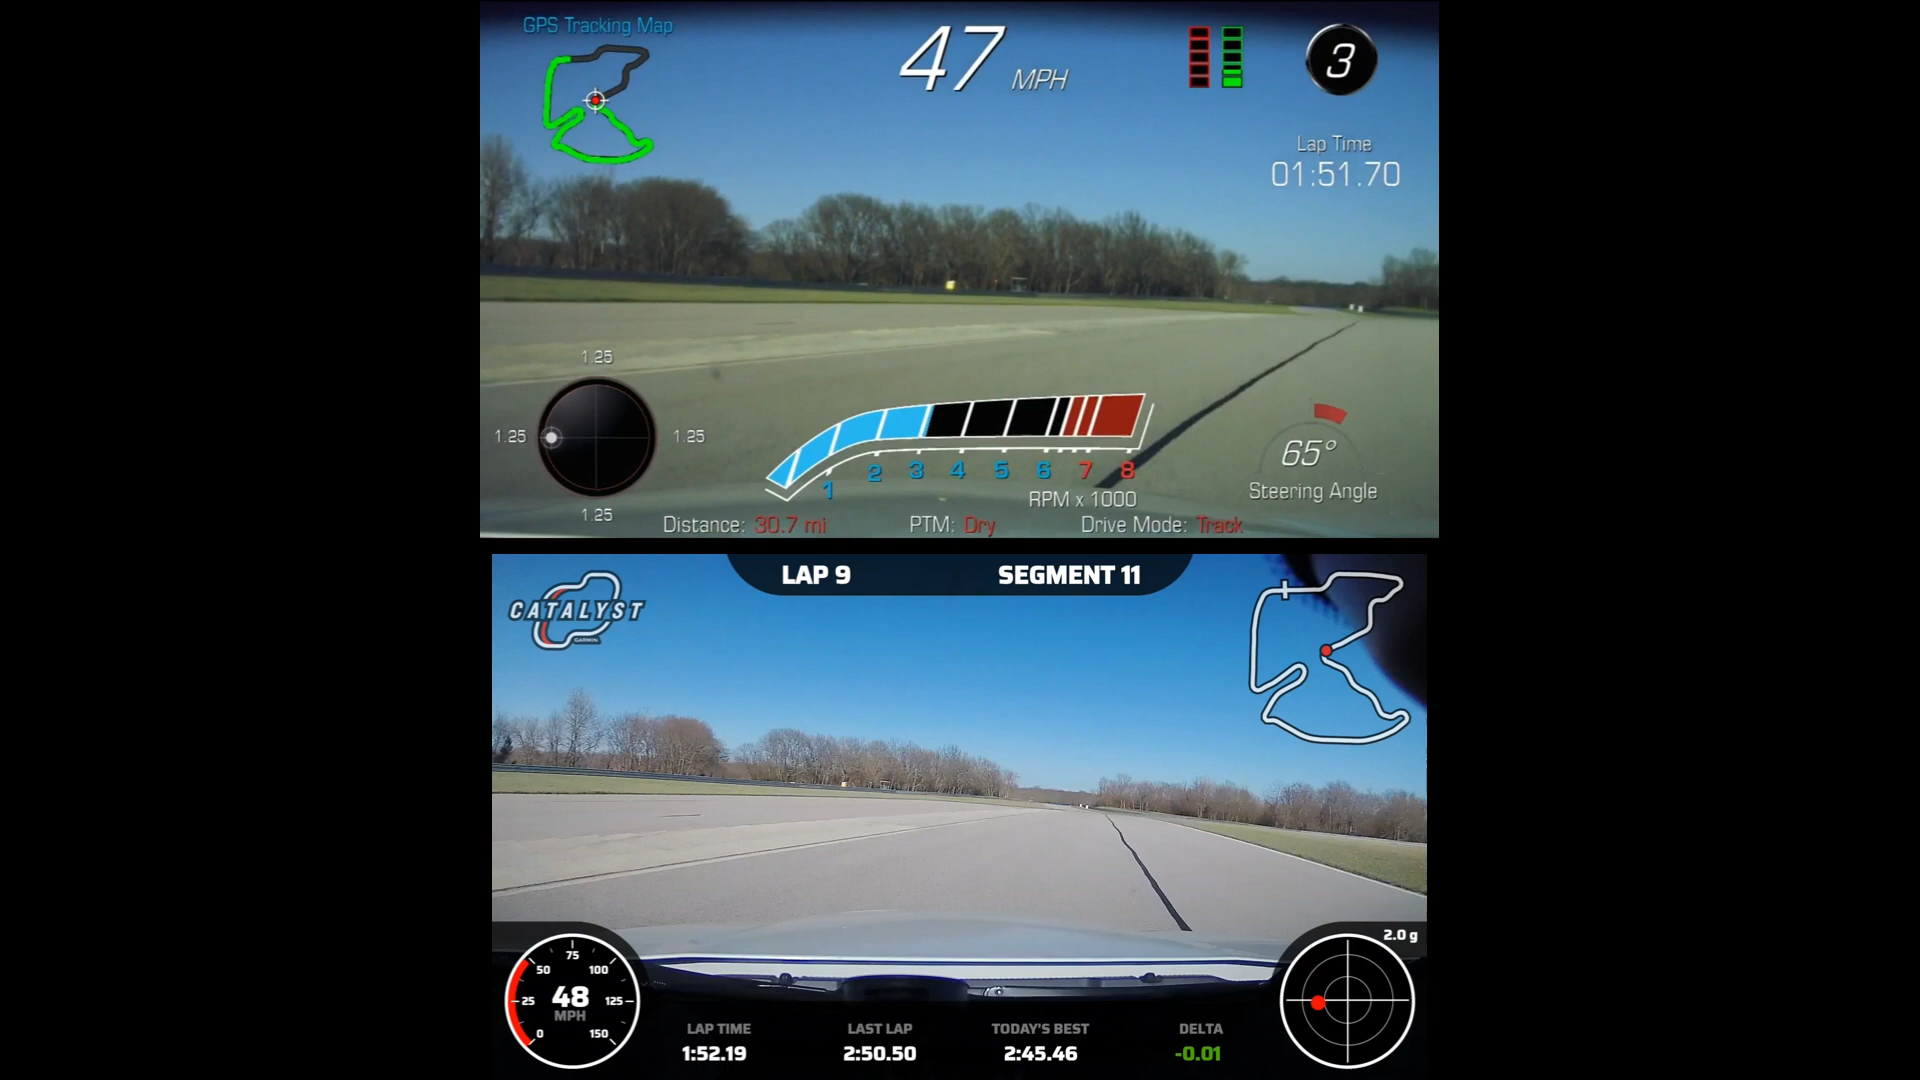 GPS Tracking Map
47 MPH
3
Lap Time
01:51.70
1.25
1.25 1.25
1.25
1 2 3 4 5 6 7 8
RPM x 1000
65°
Steering Angle
Distance: 30.7 mi PTM: Dry Drive Mode: Track
LAP 9 SEGMENT 11
CATALYST
GARMIN
2.0 g
75
50 100
25 125
0 150
48
MPH
LAP TIME LAST LAP TODAY'S BEST DELTA
1:52.19 2:50.50 2:45.46 -0.01